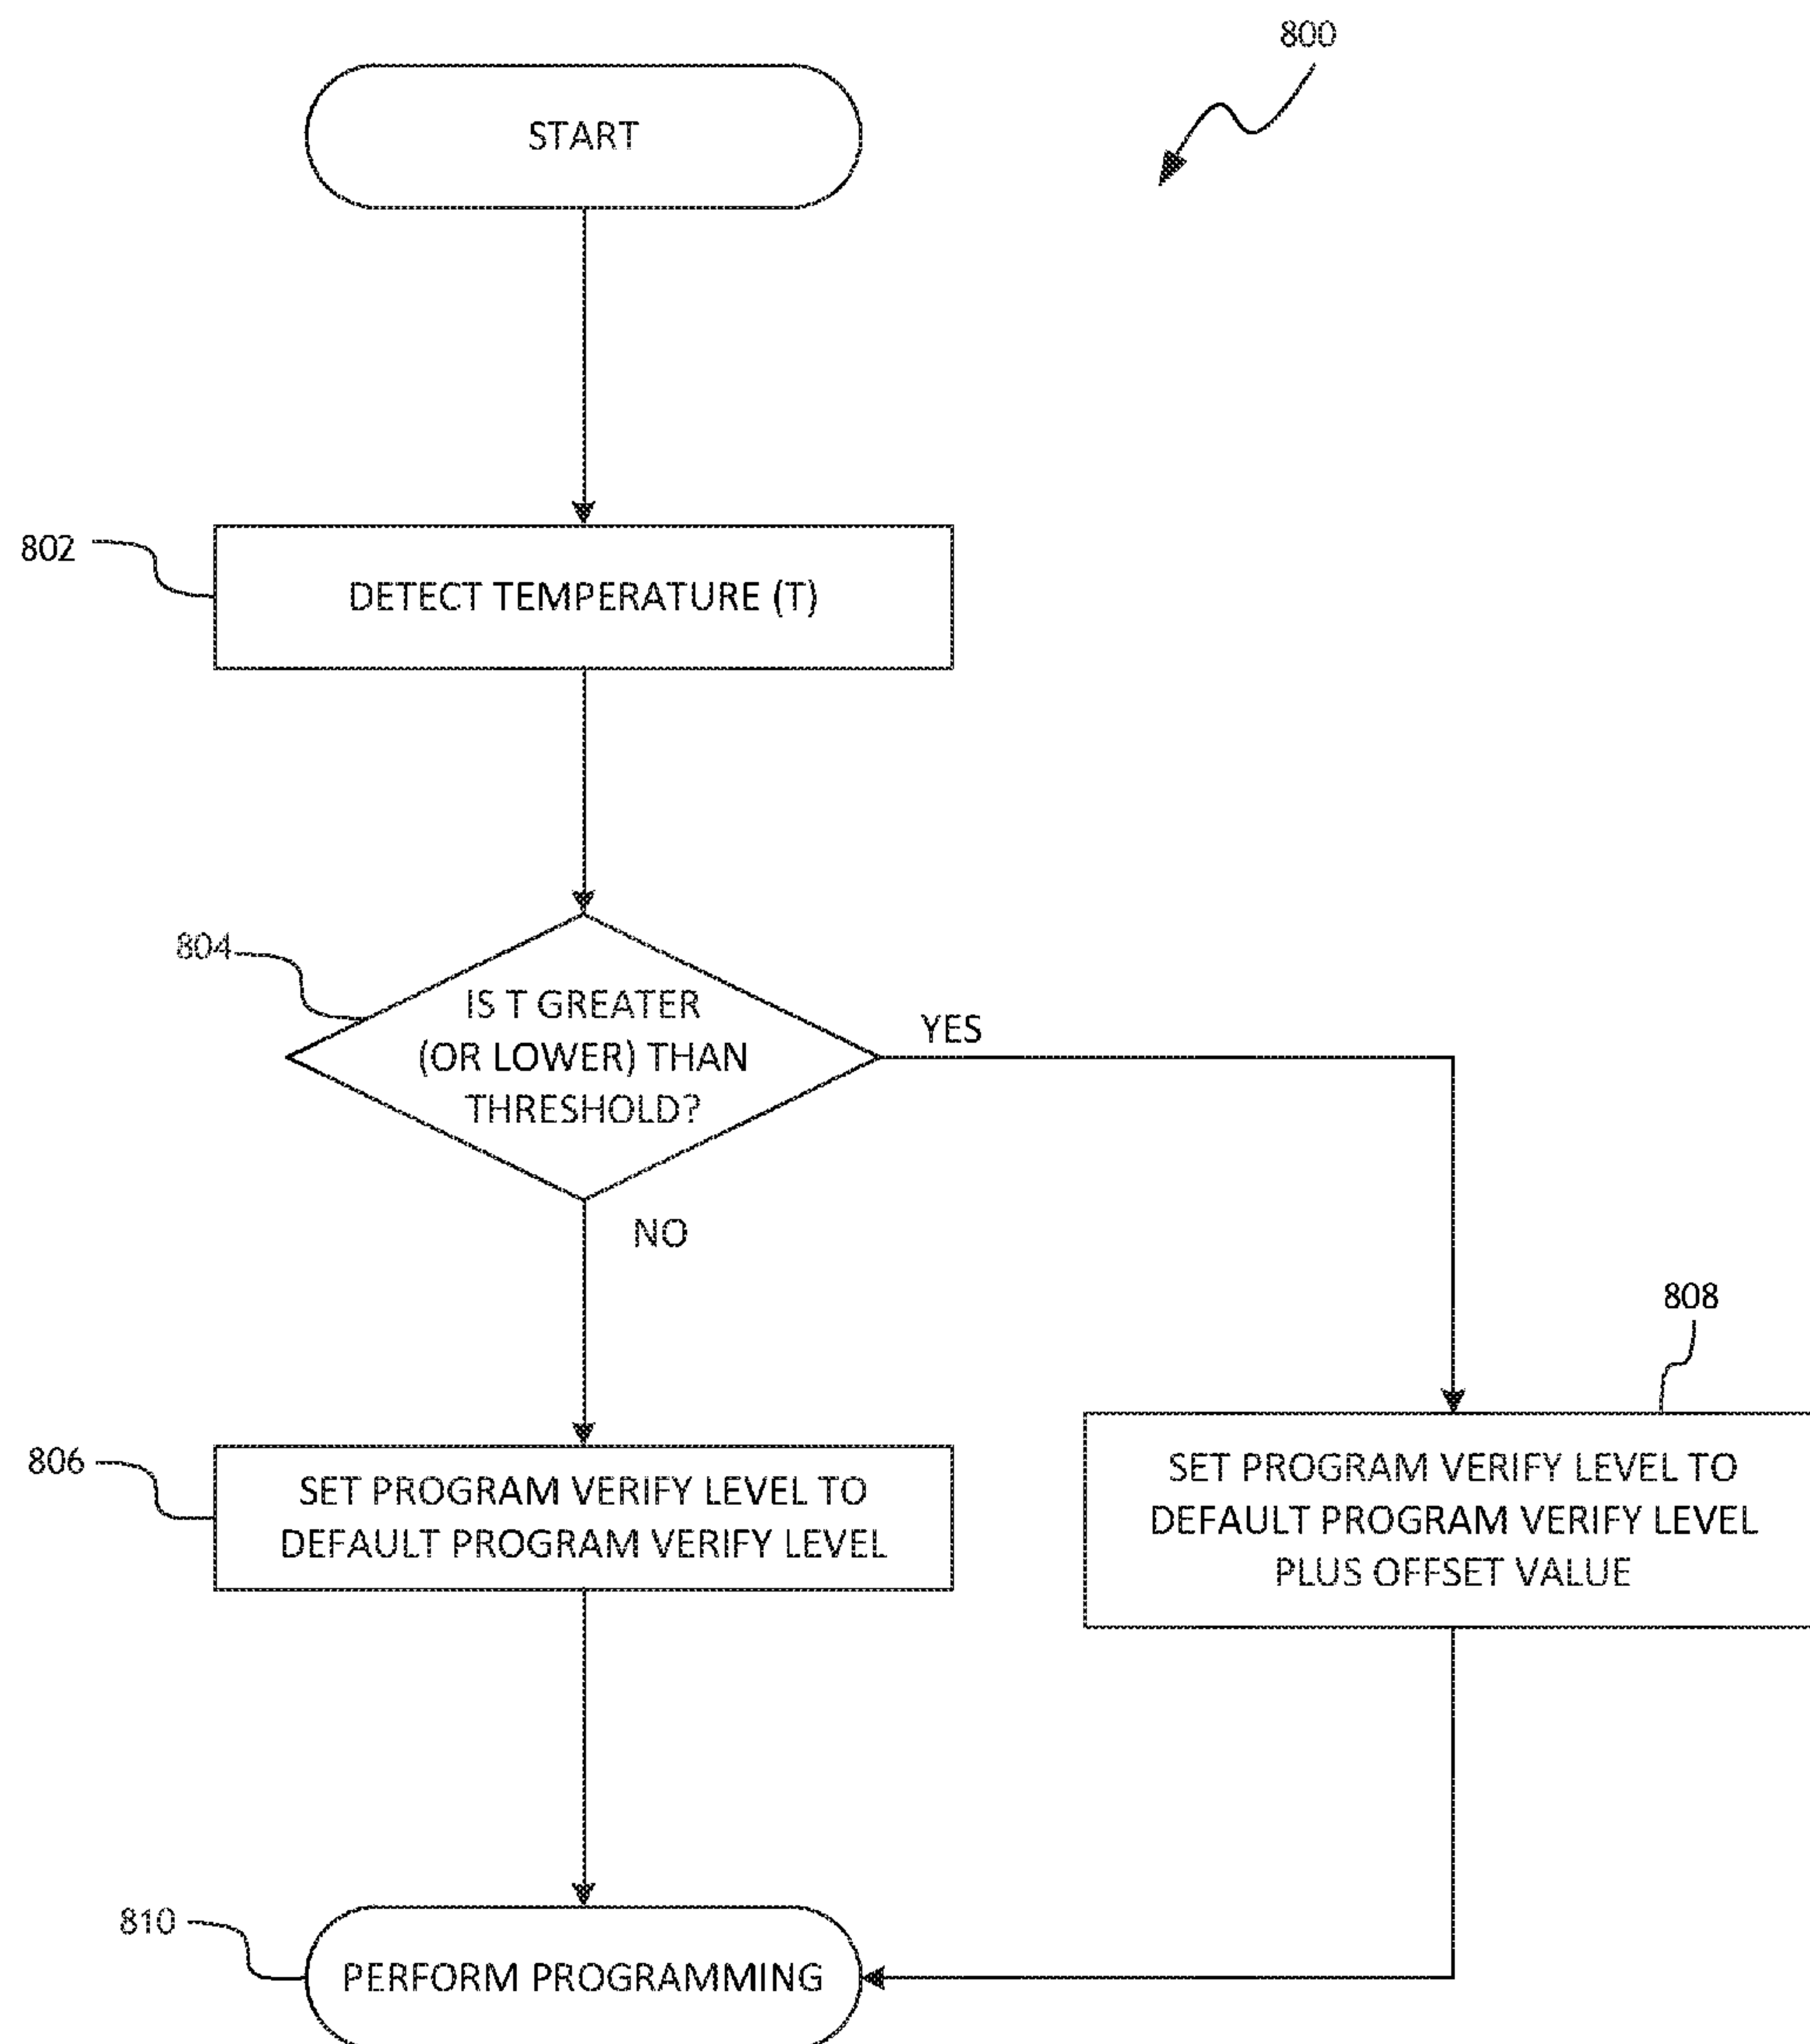 800
START
802
DETECT TEMPERATURE (T)
804
IS T GREATER
(OR LOWER) THAN
THRESHOLD?
YES
NO
808
806
SET PROGRAM VERIFY LEVEL TO
DEFAULT PROGRAM VERIFY LEVEL
SET PROGRAM VERIFY LEVEL TO
DEFAULT PROGRAM VERIFY LEVEL
PLUS OFFSET VALUE
810
PERFORM PROGRAMMING